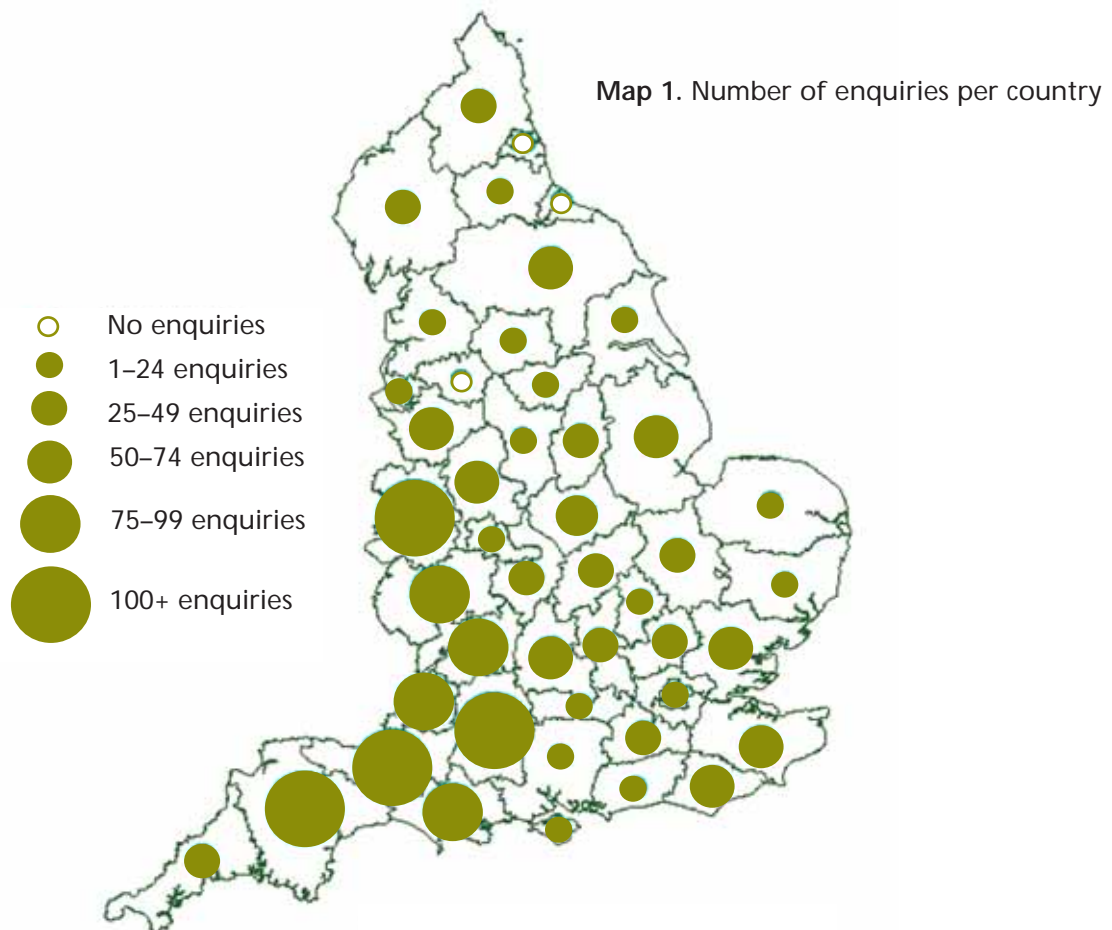 Map 1. Number of enquiries per country
No enquiries
1–24 enquiries
25–49 enquiries
50–74 enquiries
75–99 enquiries
100+ enquiries